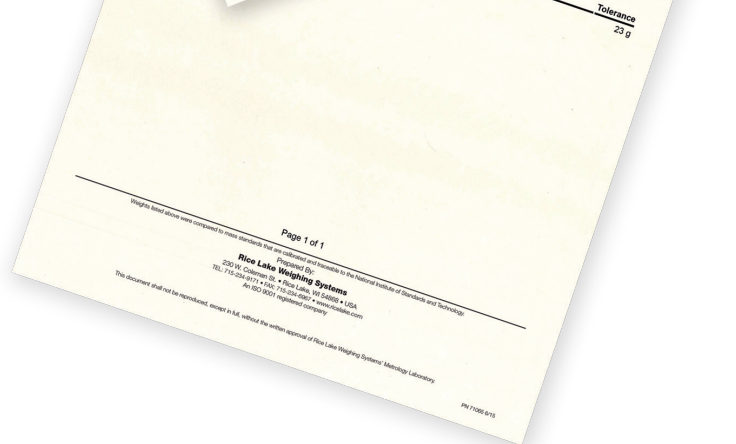 Tolerance
23 g
Page 1 of 1
Weights listed above were compared to mass standards that are calibrated and traceable to the National Institute of Standards and Technology.
Prepared By:
Rice Lake Weighing Systems
230 W. Coleman St. • Rice Lake, WI 54868 • USA
TEL: 715-234-9171 • FAX: 715-234-6967 • www.ricelake.com
An ISO 9001 registered company
This document shall not be reproduced, except in full, without the written approval of Rice Lake Weighing Systems' Metrology Laboratory.
PN 71055 6/15